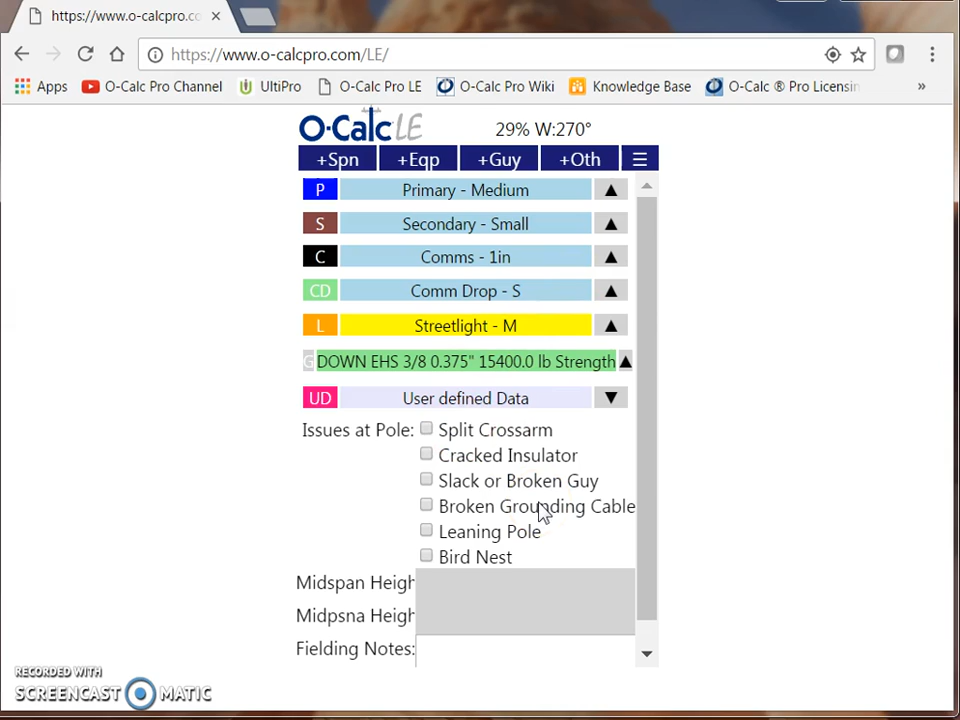 https://www.o-calcpro.cc
https://www.o-calcpro.com/LE/
Apps O-Calc Pro Channel UltiPro O-Calc Pro LE O-Calc Pro Wiki Knowledge Base O-Calc ® Pro Licensin »
O-Calc LE 29% W:270°
+Spn +Eqp +Guy +Oth ☰
P Primary - Medium ▲
S Secondary - Small ▲
C Comms - 1in ▲
CD Comm Drop - S ▲
L Streetlight - M ▲
G DOWN EHS 3/8 0.375" 15400.0 lb Strength ▲
UD User defined Data ▼
Issues at Pole: Split Crossarm
Cracked Insulator
Slack or Broken Guy
Broken Grounding Cable
Leaning Pole
Bird Nest
Midspan Heigh
Midpsna Heigh
Fielding Notes:
RECORDED WITH
SCREENCAST MATIC